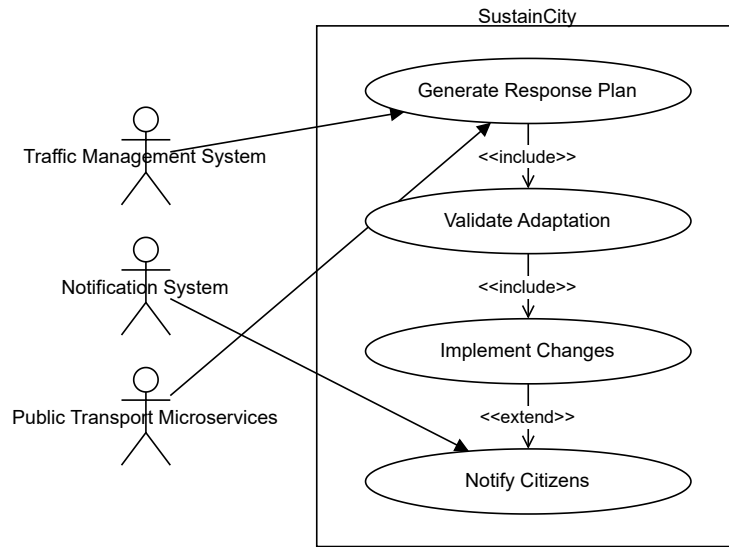 SustainCity
Generate Response Plan
Traffic Management System
<<include>>
Validate Adaptation
Notification System
<<include>>
Implement Changes
Public Transport Microservices
<<extend>>
Notify Citizens